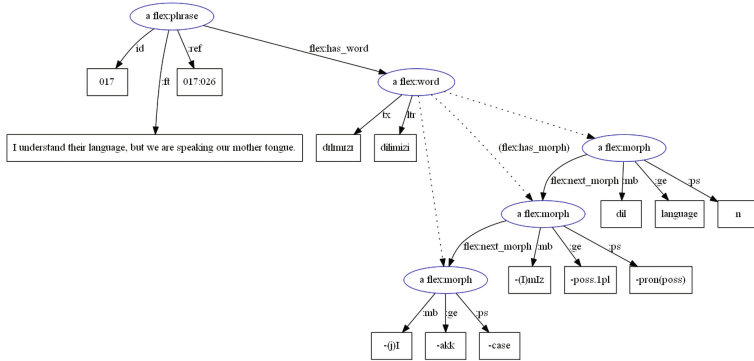 a flex:phrase
id
:ref
:ft
flex:has_word
017
017:026
a flex:word
I understand their language, but we are speaking our mother tongue.
tx
ltr
dılımızı
dilimizi
(flex:has_morph)
a flex:morph
flex:next_morph
:mb
:ge
:ps
dil
language
n
a flex:morph
flex:next_morph
:mb
:ge
:ps
-(I)mIz
-poss.1pl
-pron(poss)
a flex:morph
:mb
:ge
:ps
-(j)I
-akk
-case